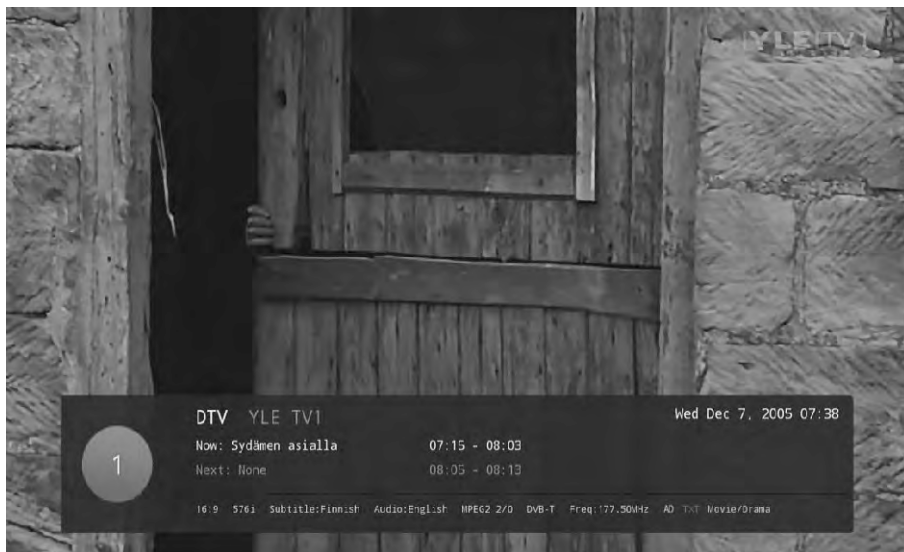 YLE TV1
DTV YLE TV1
Wed Dec 7, 2005 07:38
Now: Sydämen asialla 07:15 - 08:03
Next: None 08:05 - 08:13
1
16:9 576i Subtitle:Finnish Audio:English MPEG2 2/0 DVB-T Freq:177.50MHz AD TXT Movie/Drama